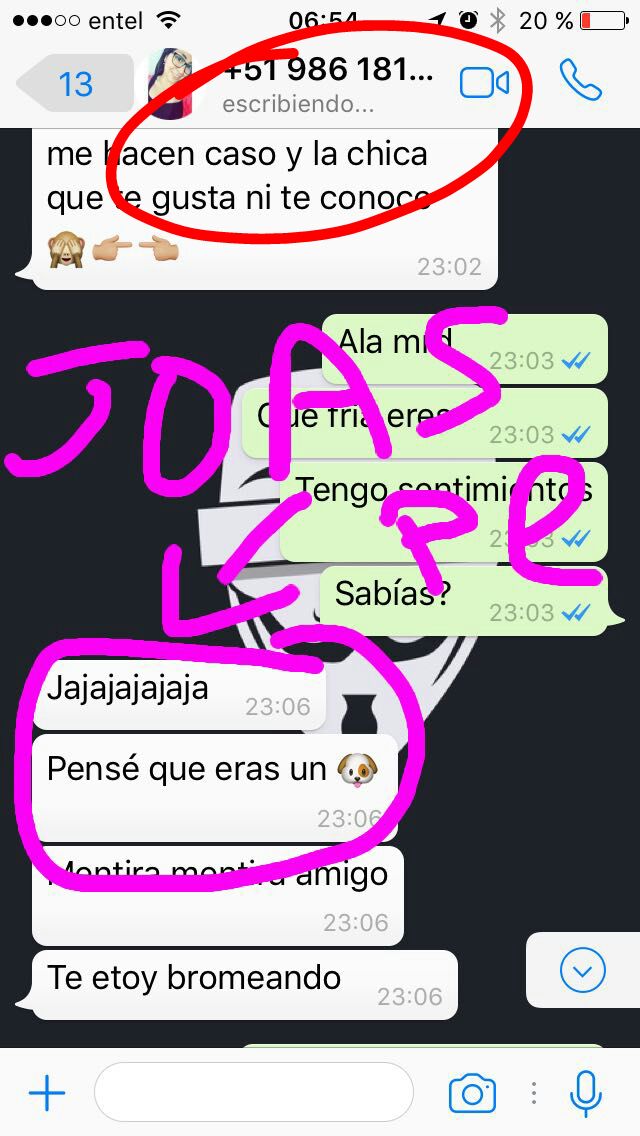 entel 06:54 20 %
13 +51 986 181...
escribiendo...
me hacen caso y la chica
que te gusta ni te conoce
🙈👉🏼👈🏼
23:02
Ala mrd
23:03
Que fría eres
23:03
Tengo sentimientos
23:03
Sabías?
23:03
JOAS
pe
Jajajajajaja
23:06
Pensé que eras un 🐶
23:06
Mentira mentira amigo
23:06
Te etoy bromeando
23:06